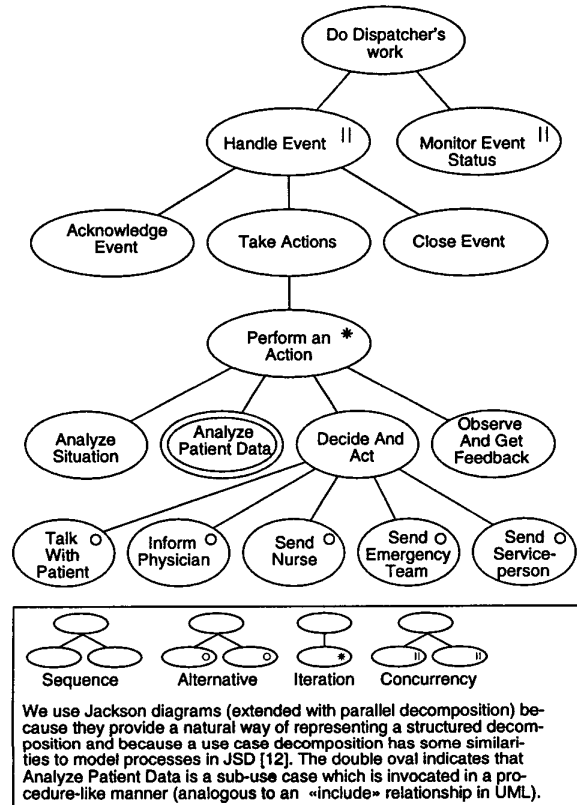 Do Dispatcher's
work
Handle Event ||
Monitor Event ||
Status
Acknowledge
Event
Take Actions
Close Event
Perform an *
Action
Analyze
Situation
Analyze
Patient Data
Decide And
Act
Observe
And Get
Feedback
Talk
With
Patient
Inform
Physician
Send
Nurse
Send
Emergency
Team
Send
Service-
person
Sequence
Alternative
Iteration
Concurrency
We use Jackson diagrams (extended with parallel decomposition) be-
cause they provide a natural way of representing a structured decom-
position and because a use case decomposition has some similari-
ties to model processes in JSD [12]. The double oval indicates that
Analyze Patient Data is a sub-use case which is invocated in a pro-
cedure-like manner (analogous to an «include» relationship in UML).